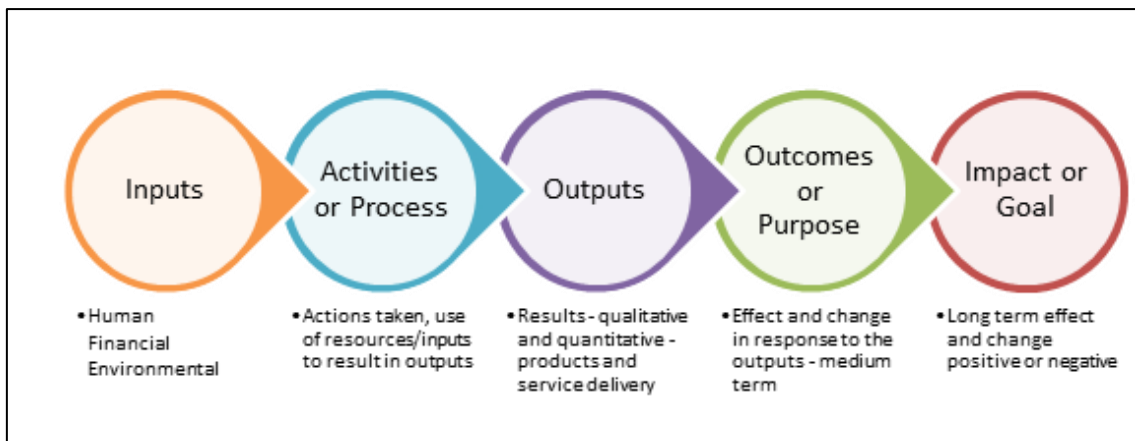 Inputs
Activities
or Process
Outputs
Outcomes
or
Purpose
Impact or
Goal
•Human
Financial
Environmental
•Actions taken, use
of resources/inputs
to result in outputs
•Results - qualitative
and quantitative -
products and
service delivery
•Effect and change
in response to the
outputs - medium
term
•Long term effect
and change
positive or negative